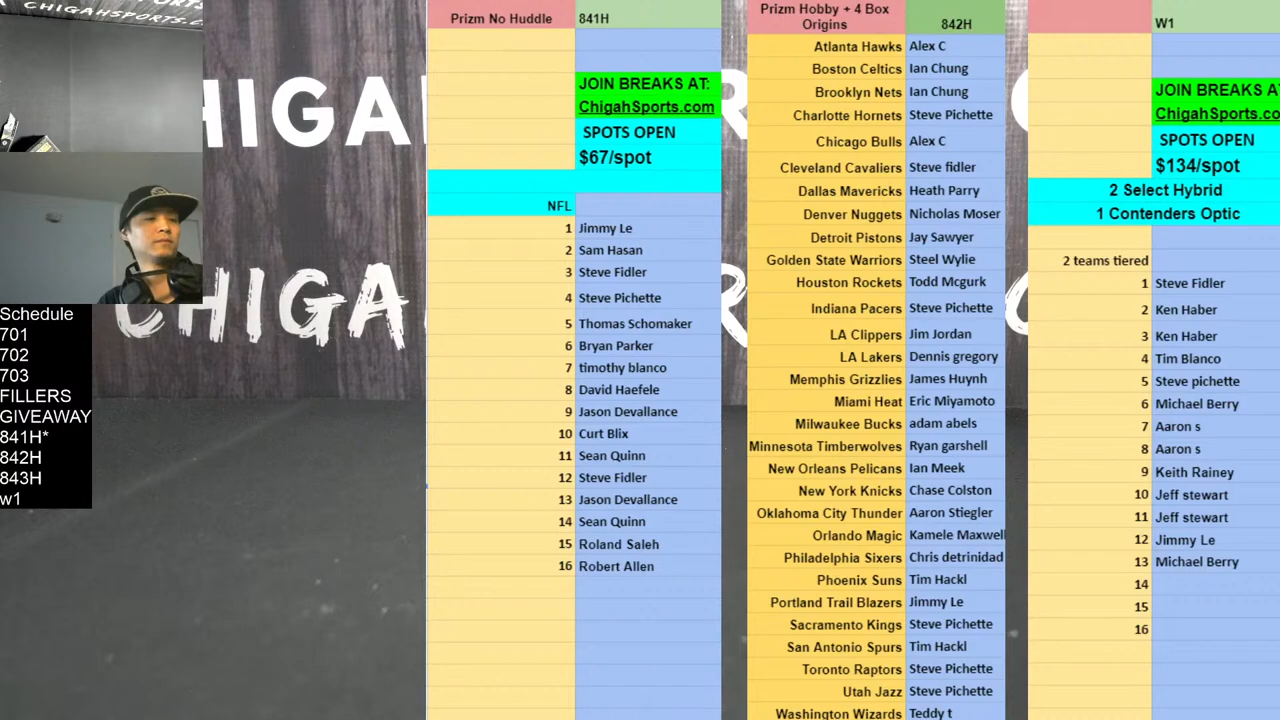 CHIGAHSPORTS.COM
HIGAH
CHIGAH
Schedule
701
702
703
FILLERS
GIVEAWAY
841H*
842H
843H
w1
Prizm No Huddle 841H
JOIN BREAKS AT:
ChigahSports.com
SPOTS OPEN
$67/spot
NFL
1 Jimmy Le
2 Sam Hasan
3 Steve Fidler
4 Steve Pichette
5 Thomas Schomaker
6 Bryan Parker
7 timothy blanco
8 David Haefele
9 Jason Devallance
10 Curt Blix
11 Sean Quinn
12 Steve Fidler
13 Jason Devallance
14 Sean Quinn
15 Roland Saleh
16 Robert Allen
Prizm Hobby + 4 Box
Origins 842H
Atlanta Hawks Alex C
Boston Celtics Ian Chung
Brooklyn Nets Ian Chung
Charlotte Hornets Steve Pichette
Chicago Bulls Alex C
Cleveland Cavaliers Steve fidler
Dallas Mavericks Heath Parry
Denver Nuggets Nicholas Moser
Detroit Pistons Jay Sawyer
Golden State Warriors Steel Wylie
Houston Rockets Todd Mcgurk
Indiana Pacers Steve Pichette
LA Clippers Jim Jordan
LA Lakers Dennis gregory
Memphis Grizzlies James Huynh
Miami Heat Eric Miyamoto
Milwaukee Bucks adam abels
Minnesota Timberwolves Ryan garshell
New Orleans Pelicans Ian Meek
New York Knicks Chase Colston
Oklahoma City Thunder Aaron Stiegler
Orlando Magic Kamele Maxwell
Philadelphia Sixers Chris detrinidad
Phoenix Suns Tim Hackl
Portland Trail Blazers Jimmy Le
Sacramento Kings Steve Pichette
San Antonio Spurs Tim Hackl
Toronto Raptors Steve Pichette
Utah Jazz Steve Pichette
Washington Wizards Teddy t
W1
JOIN BREAKS A
ChigahSports.co
SPOTS OPEN
$134/spot
2 Select Hybrid
1 Contenders Optic
2 teams tiered
1 Steve Fidler
2 Ken Haber
3 Ken Haber
4 Tim Blanco
5 Steve pichette
6 Michael Berry
7 Aaron s
8 Aaron s
9 Keith Rainey
10 Jeff stewart
11 Jeff stewart
12 Jimmy Le
13 Michael Berry
14
15
16